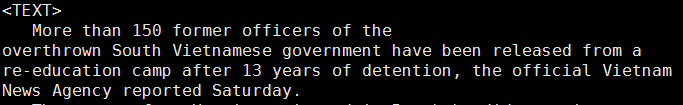 <TEXT>
More than 150 former officers of the
overthrown South Vietnamese government have been released from a
re-education camp after 13 years of detention, the official Vietnam
News Agency reported Saturday.